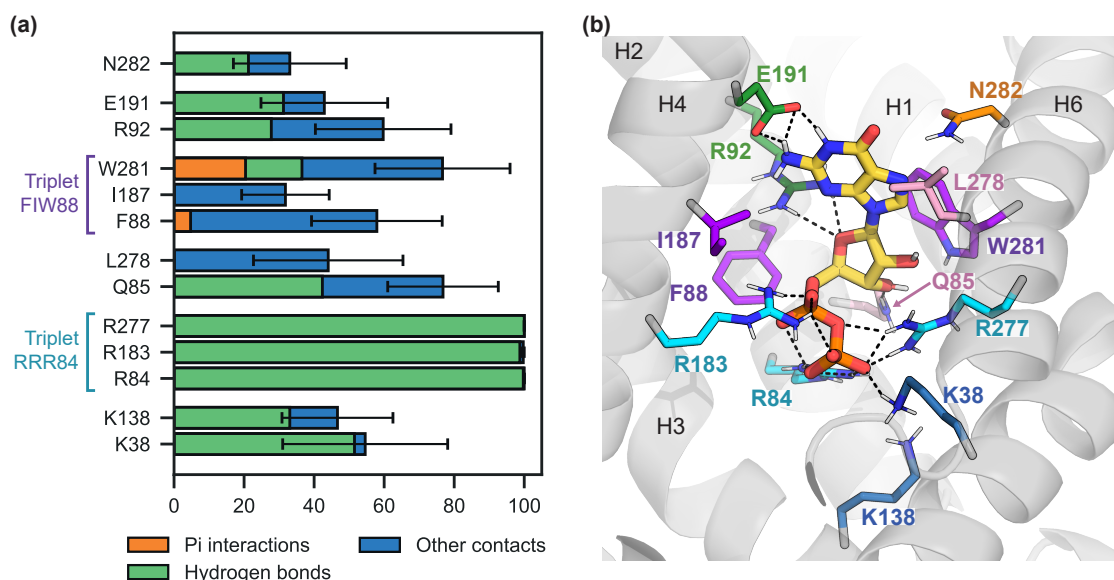 (a)
N282
E191
R92
W281
I187
F88
Triplet
FIW88
L278
Q85
R277
R183
R84
Triplet
RRR84
K138
K38
0 20 40 60 80 100
Pi interactions
Other contacts
Hydrogen bonds
(b)
H2
E191
N282
H4
H1
H6
R92
L278
I187
W281
F88
Q85
R277
R183
R84
K38
H3
K138